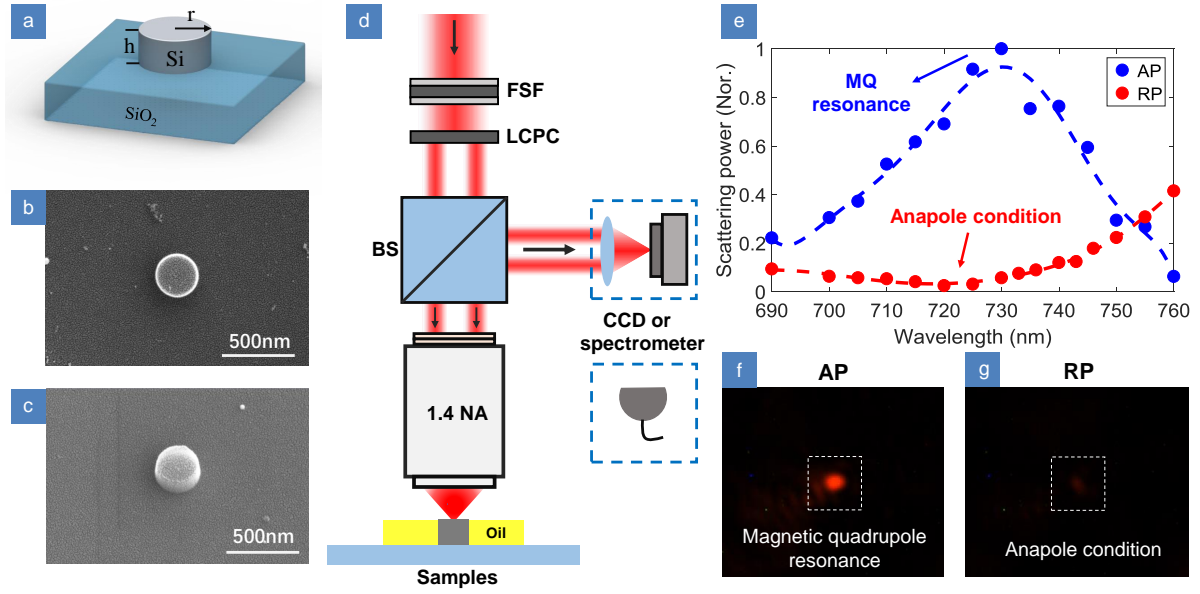 a
r
h
Si
SiO2
b
500nm
c
500nm
d
FSF
LCPC
BS
CCD or
spectrometer
1.4 NA
Oil
Samples
e
Scattering power (Nor.)
1
0.8
0.6
0.4
0.2
0
690 700 710 720 730 740 750 760
Wavelength (nm)
MQ
resonance
Anapole condition
AP
RP
f
AP
Magnetic quadrupole
resonance
g
RP
Anapole condition